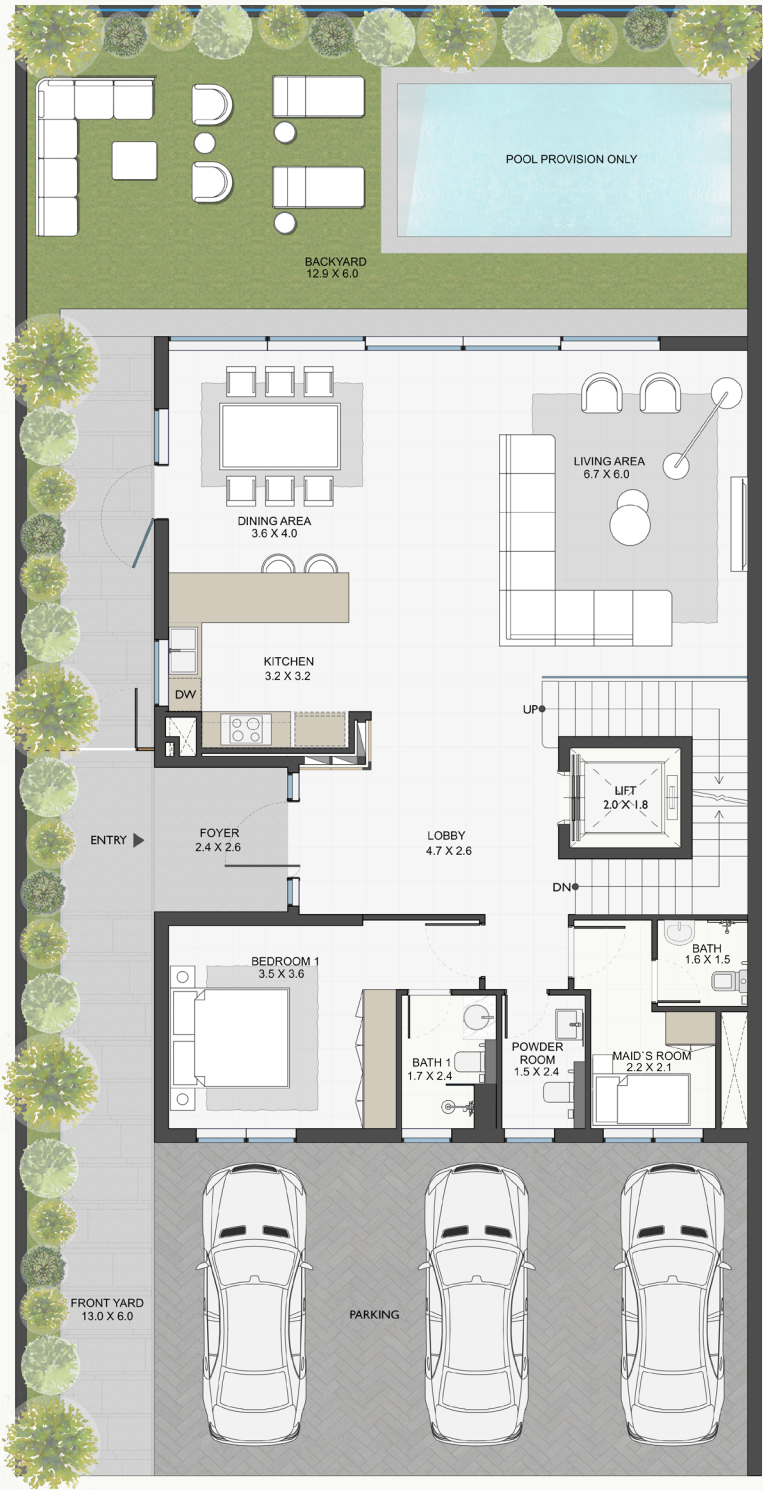 POOL PROVISION ONLY
BACKYARD
12.9 X 6.0
LIVING AREA
6.7 X 6.0
DINING AREA
3.6 X 4.0
KITCHEN
3.2 X 3.2
DW
UP
LIFT
2.0 X 1.8
ENTRY
FOYER
2.4 X 2.6
LOBBY
4.7 X 2.6
DN
BATH
1.6 X 1.5
BEDROOM 1
3.5 X 3.6
BATH 1
1.7 X 2.4
POWDER
ROOM
1.5 X 2.4
MAID`S ROOM
2.2 X 2.1
FRONT YARD
13.0 X 6.0
PARKING